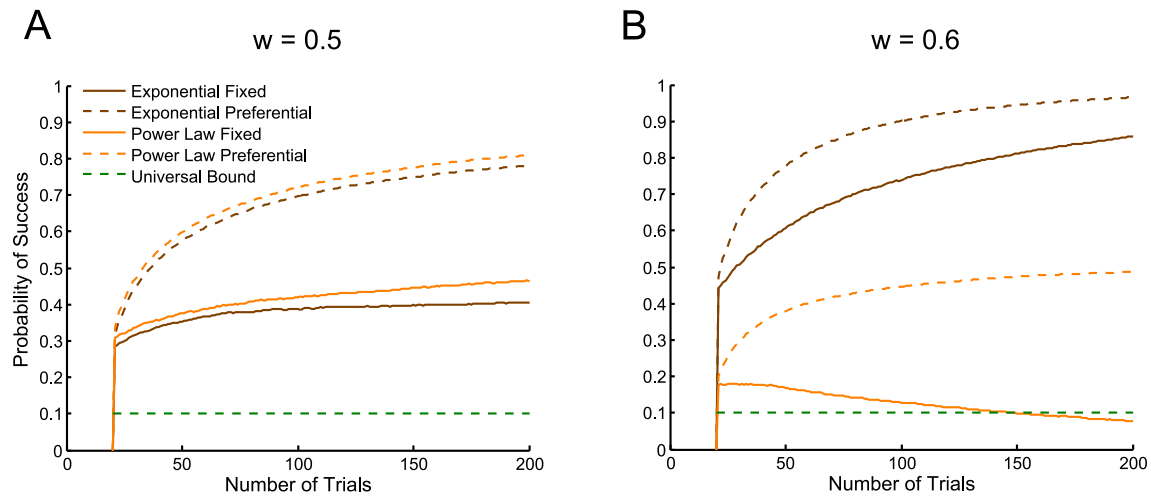 A
w = 0.5
1
0.9
0.8
0.7
0.6
0.5
0.4
0.3
0.2
0.1
0
Probability of Success
Exponential Fixed
Exponential Preferential
Power Law Fixed
Power Law Preferential
Universal Bound
0
50
100
150
200
Number of Trials
B
w = 0.6
1
0.9
0.8
0.7
0.6
0.5
0.4
0.3
0.2
0.1
0
0
50
100
150
200
Number of Trials